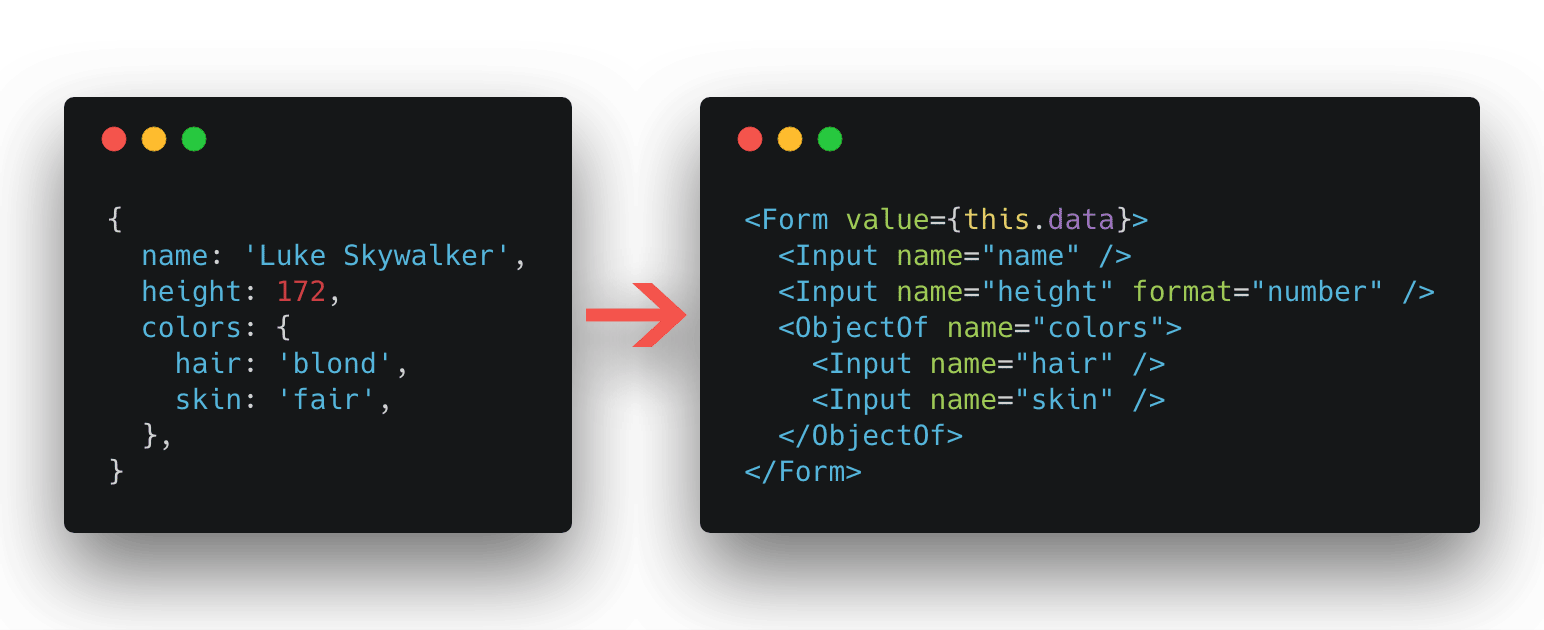 {
  name: 'Luke Skywalker',
  height: 172,
  colors: {
    hair: 'blond',
    skin: 'fair',
  },
}
<Form value={this.data}>
  <Input name="name" />
  <Input name="height" format="number" />
  <ObjectOf name="colors">
    <Input name="hair" />
    <Input name="skin" />
  </ObjectOf>
</Form>